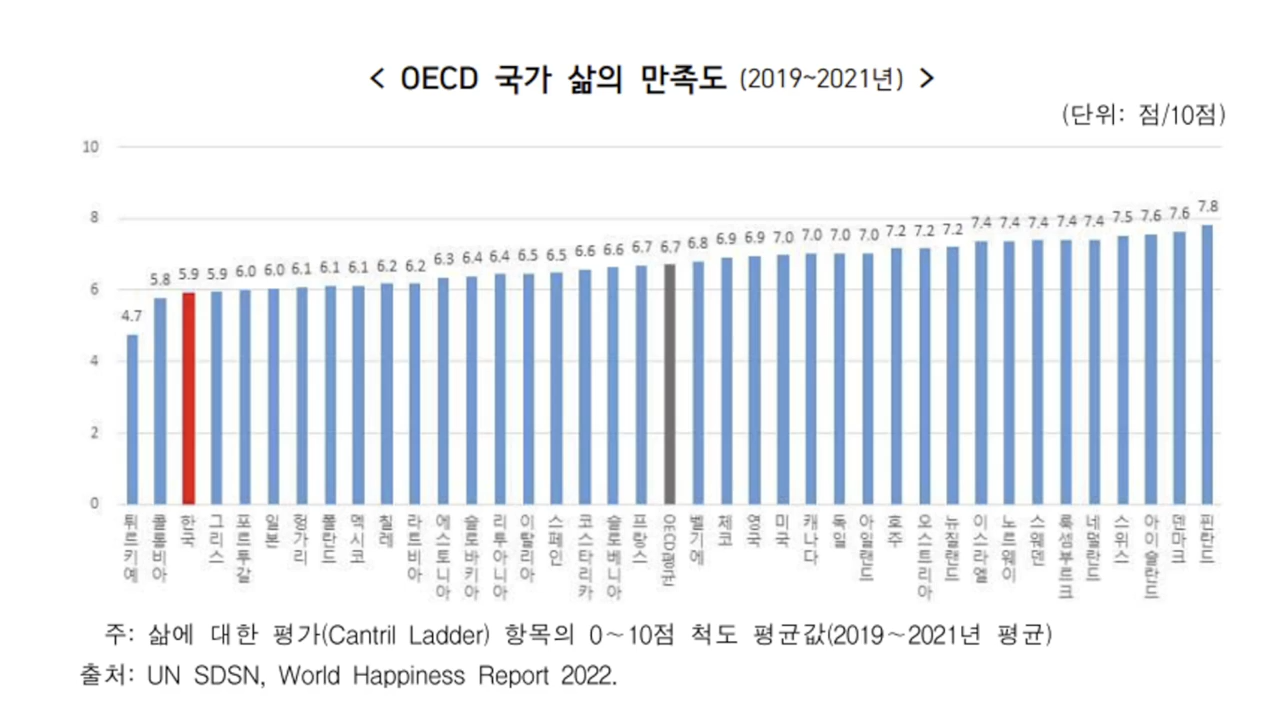 < OECD 국가 삶의 만족도 (2019~2021년) >
(단위: 점/10점)
10
8
6
4
2
0
4.7 5.8 5.9 5.9 6.0 6.0 6.1 6.1 6.1 6.2 6.2 6.3 6.4 6.4 6.5 6.5 6.6 6.6 6.7 6.7 6.8 6.9 6.9 7.0 7.0 7.0 7.0 7.2 7.2 7.2 7.4 7.4 7.4 7.4 7.4 7.5 7.6 7.6 7.8
튀르키예 콜롬비아 한국 그리스 포르투갈 일본 헝가리 폴란드 멕시코 칠레 라트비아 에스토니아 슬로바키아 리투아니아 이탈리아 스페인 코스타리카 슬로베니아 프랑스 OECD평균 벨기에 체코 영국 미국 캐나다 독일 아일랜드 호주 오스트리아 뉴질랜드 이스라엘 노르웨이 스웨덴 룩셈부르크 네덜란드 스위스 아이슬란드 덴마크 핀란드
주: 삶에 대한 평가(Cantril Ladder) 항목의 0~10점 척도 평균값(2019~2021년 평균)
출처: UN SDSN, World Happiness Report 2022.